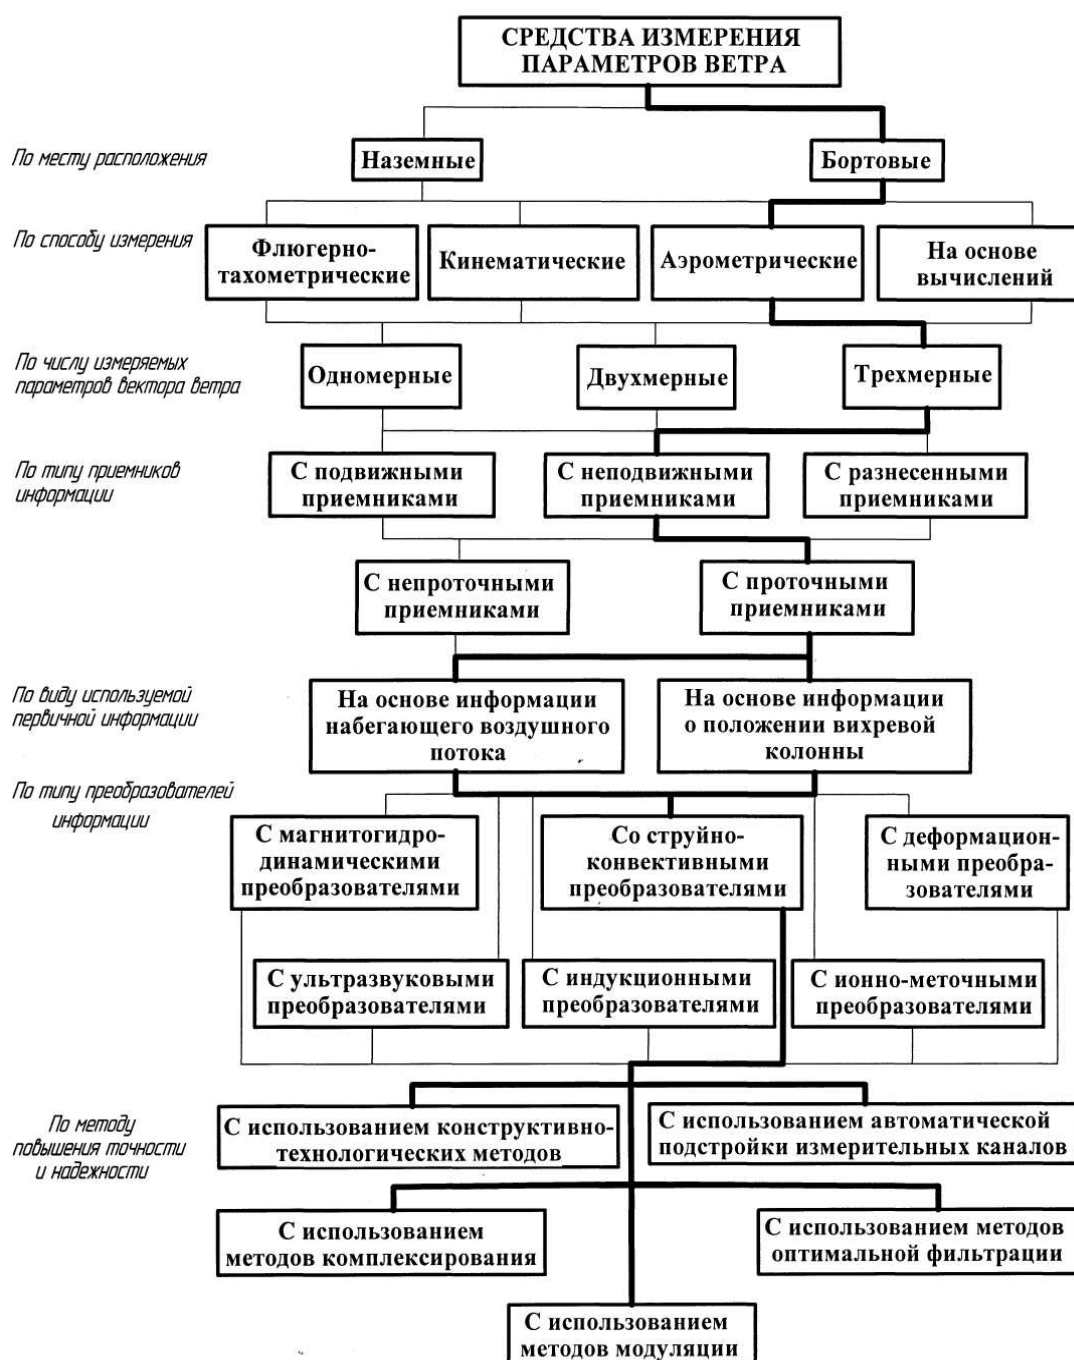 СРЕДСТВА ИЗМЕРЕНИЯ
ПАРАМЕТРОВ ВЕТРА
По месту расположения
Наземные
Бортовые
По способу измерения
Флюгерно-
тахометрические
Кинематические
Аэрометрические
На основе
вычислений
По числу измеряемых
параметров вектора ветра
Одномерные
Двухмерные
Трехмерные
По типу приемников
информации
С подвижными
приемниками
С неподвижными
приемниками
С разнесенными
приемниками
С непроточными
приемниками
С проточными
приемниками
По виду используемой
первичной информации
На основе информации
набегающего воздушного
потока
На основе информации
о положении вихревой
колонны
По типу преобразователей
информации
С магнитогидро-
динамическими
преобразователями
Со струйно-
конвективными
преобразователями
С деформацион-
ными преобра-
зователями
С ультразвуковыми
преобразователями
С индукционными
преобразователями
С ионно-меточными
преобразователями
По методу
повышения точности
и надежности
С использованием конструктивно-
технологических методов
С использованием автоматической
подстройки измерительных каналов
С использованием
методов комплексирования
С использованием методов
оптимальной фильтрации
С использованием
методов модуляции